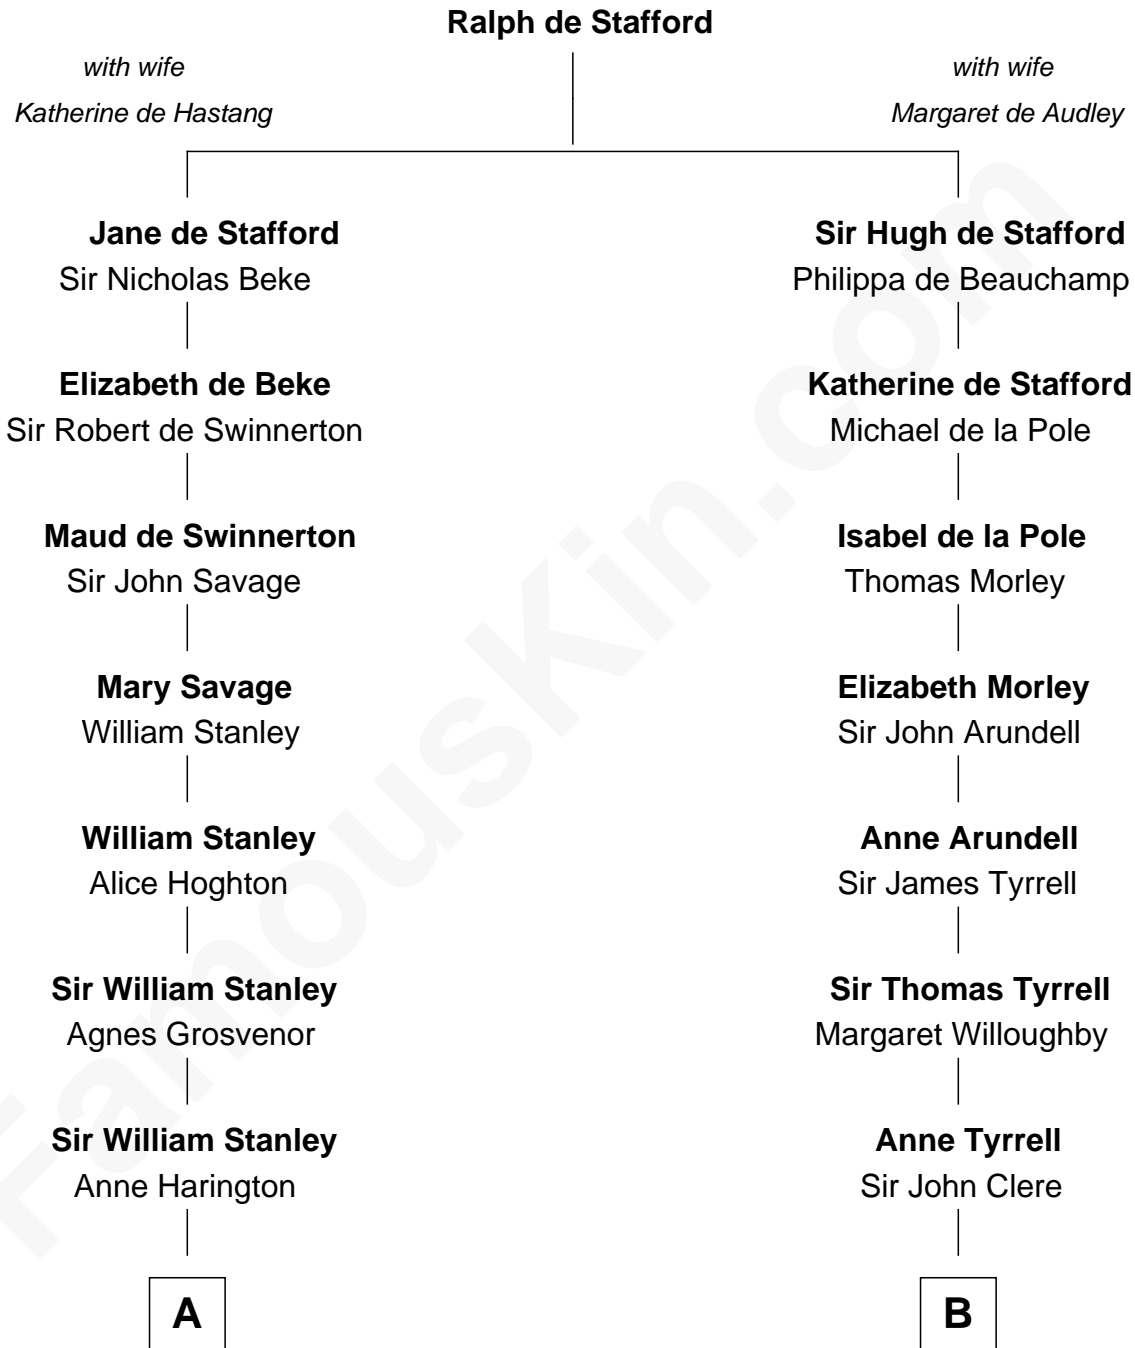 Ralph de Stafford
with wife
Katherine de Hastang
with wife
Margaret de Audley
Jane de Stafford
Sir Nicholas Beke
Sir Hugh de Stafford
Philippa de Beauchamp
Elizabeth de Beke
Sir Robert de Swinnerton
Katherine de Stafford
Michael de la Pole
Maud de Swinnerton
Sir John Savage
Isabel de la Pole
Thomas Morley
Mary Savage
William Stanley
Elizabeth Morley
Sir John Arundell
William Stanley
Alice Hoghton
Anne Arundell
Sir James Tyrrell
Sir William Stanley
Agnes Grosvenor
Sir Thomas Tyrrell
Margaret Willoughby
Sir William Stanley
Anne Harington
Anne Tyrrell
Sir John Clere
A
B
FamousKin.com